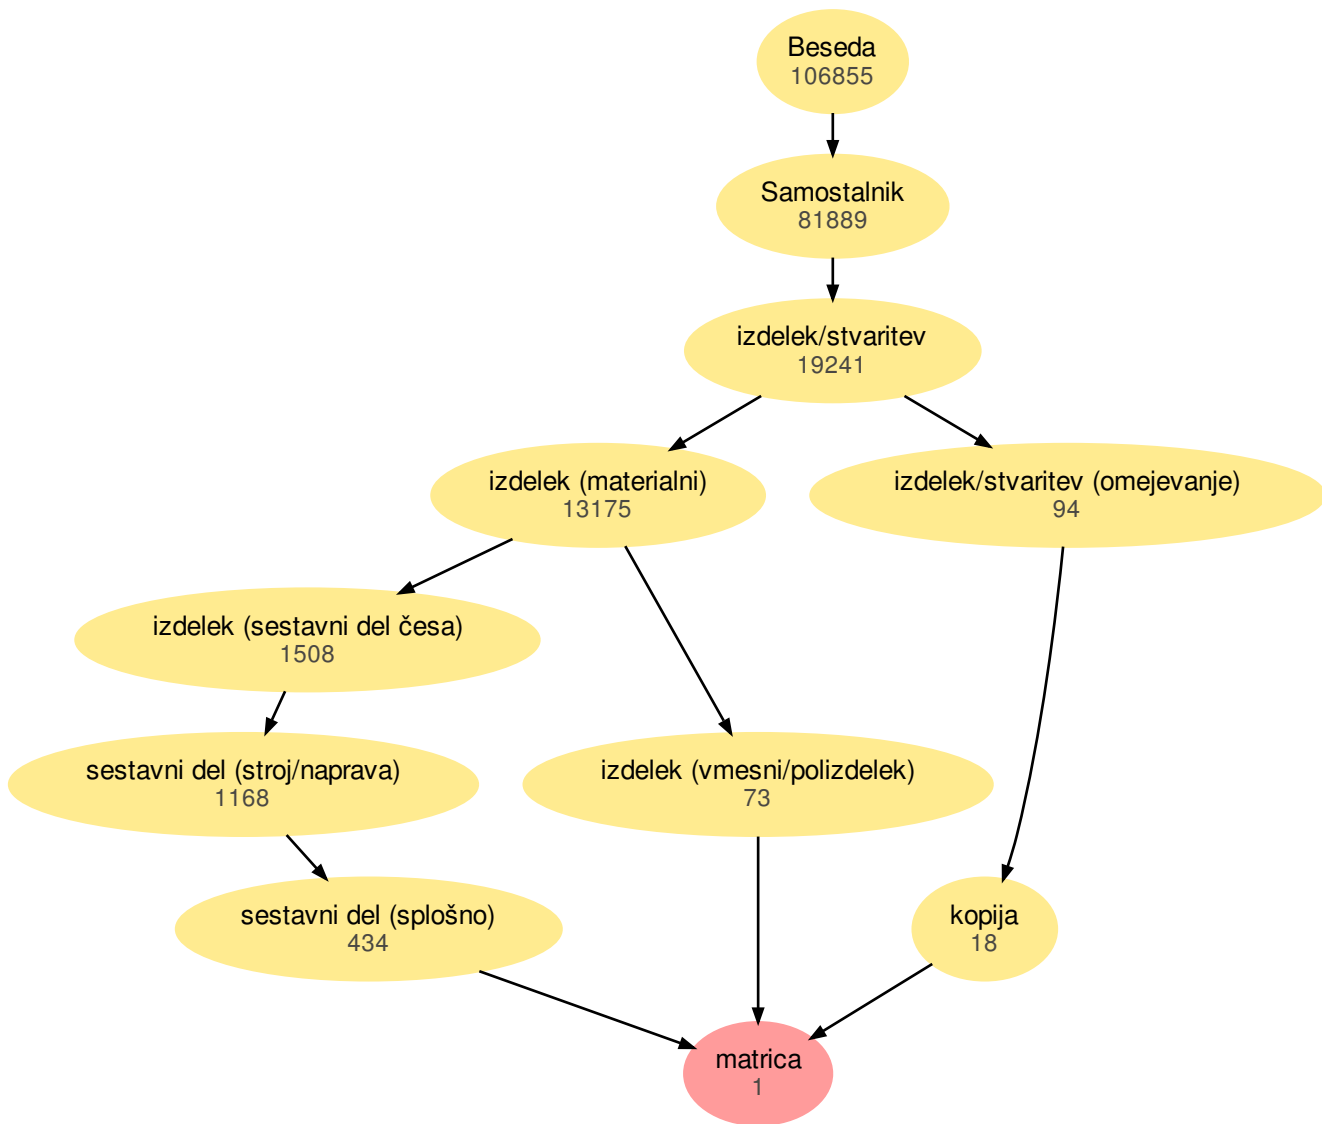 Beseda
106855
Samostalnik
81889
izdelek/stvaritev
19241
izdelek (materialni)
13175
izdelek/stvaritev (omejevanje)
94
izdelek (sestavni del česa)
1508
sestavni del (stroj/naprava)
1168
izdelek (vmesni/polizdelek)
73
sestavni del (splošno)
434
kopija
18
matrica
1